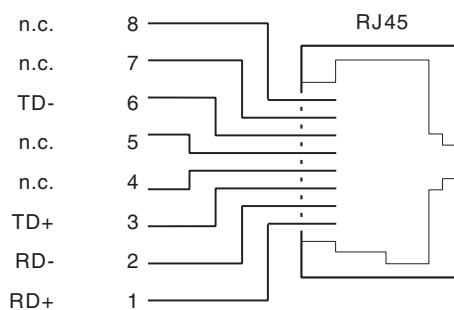 RJ45
n.c. 8
n.c. 7
TD- 6
n.c. 5
n.c. 4
TD+ 3
RD- 2
RD+ 1